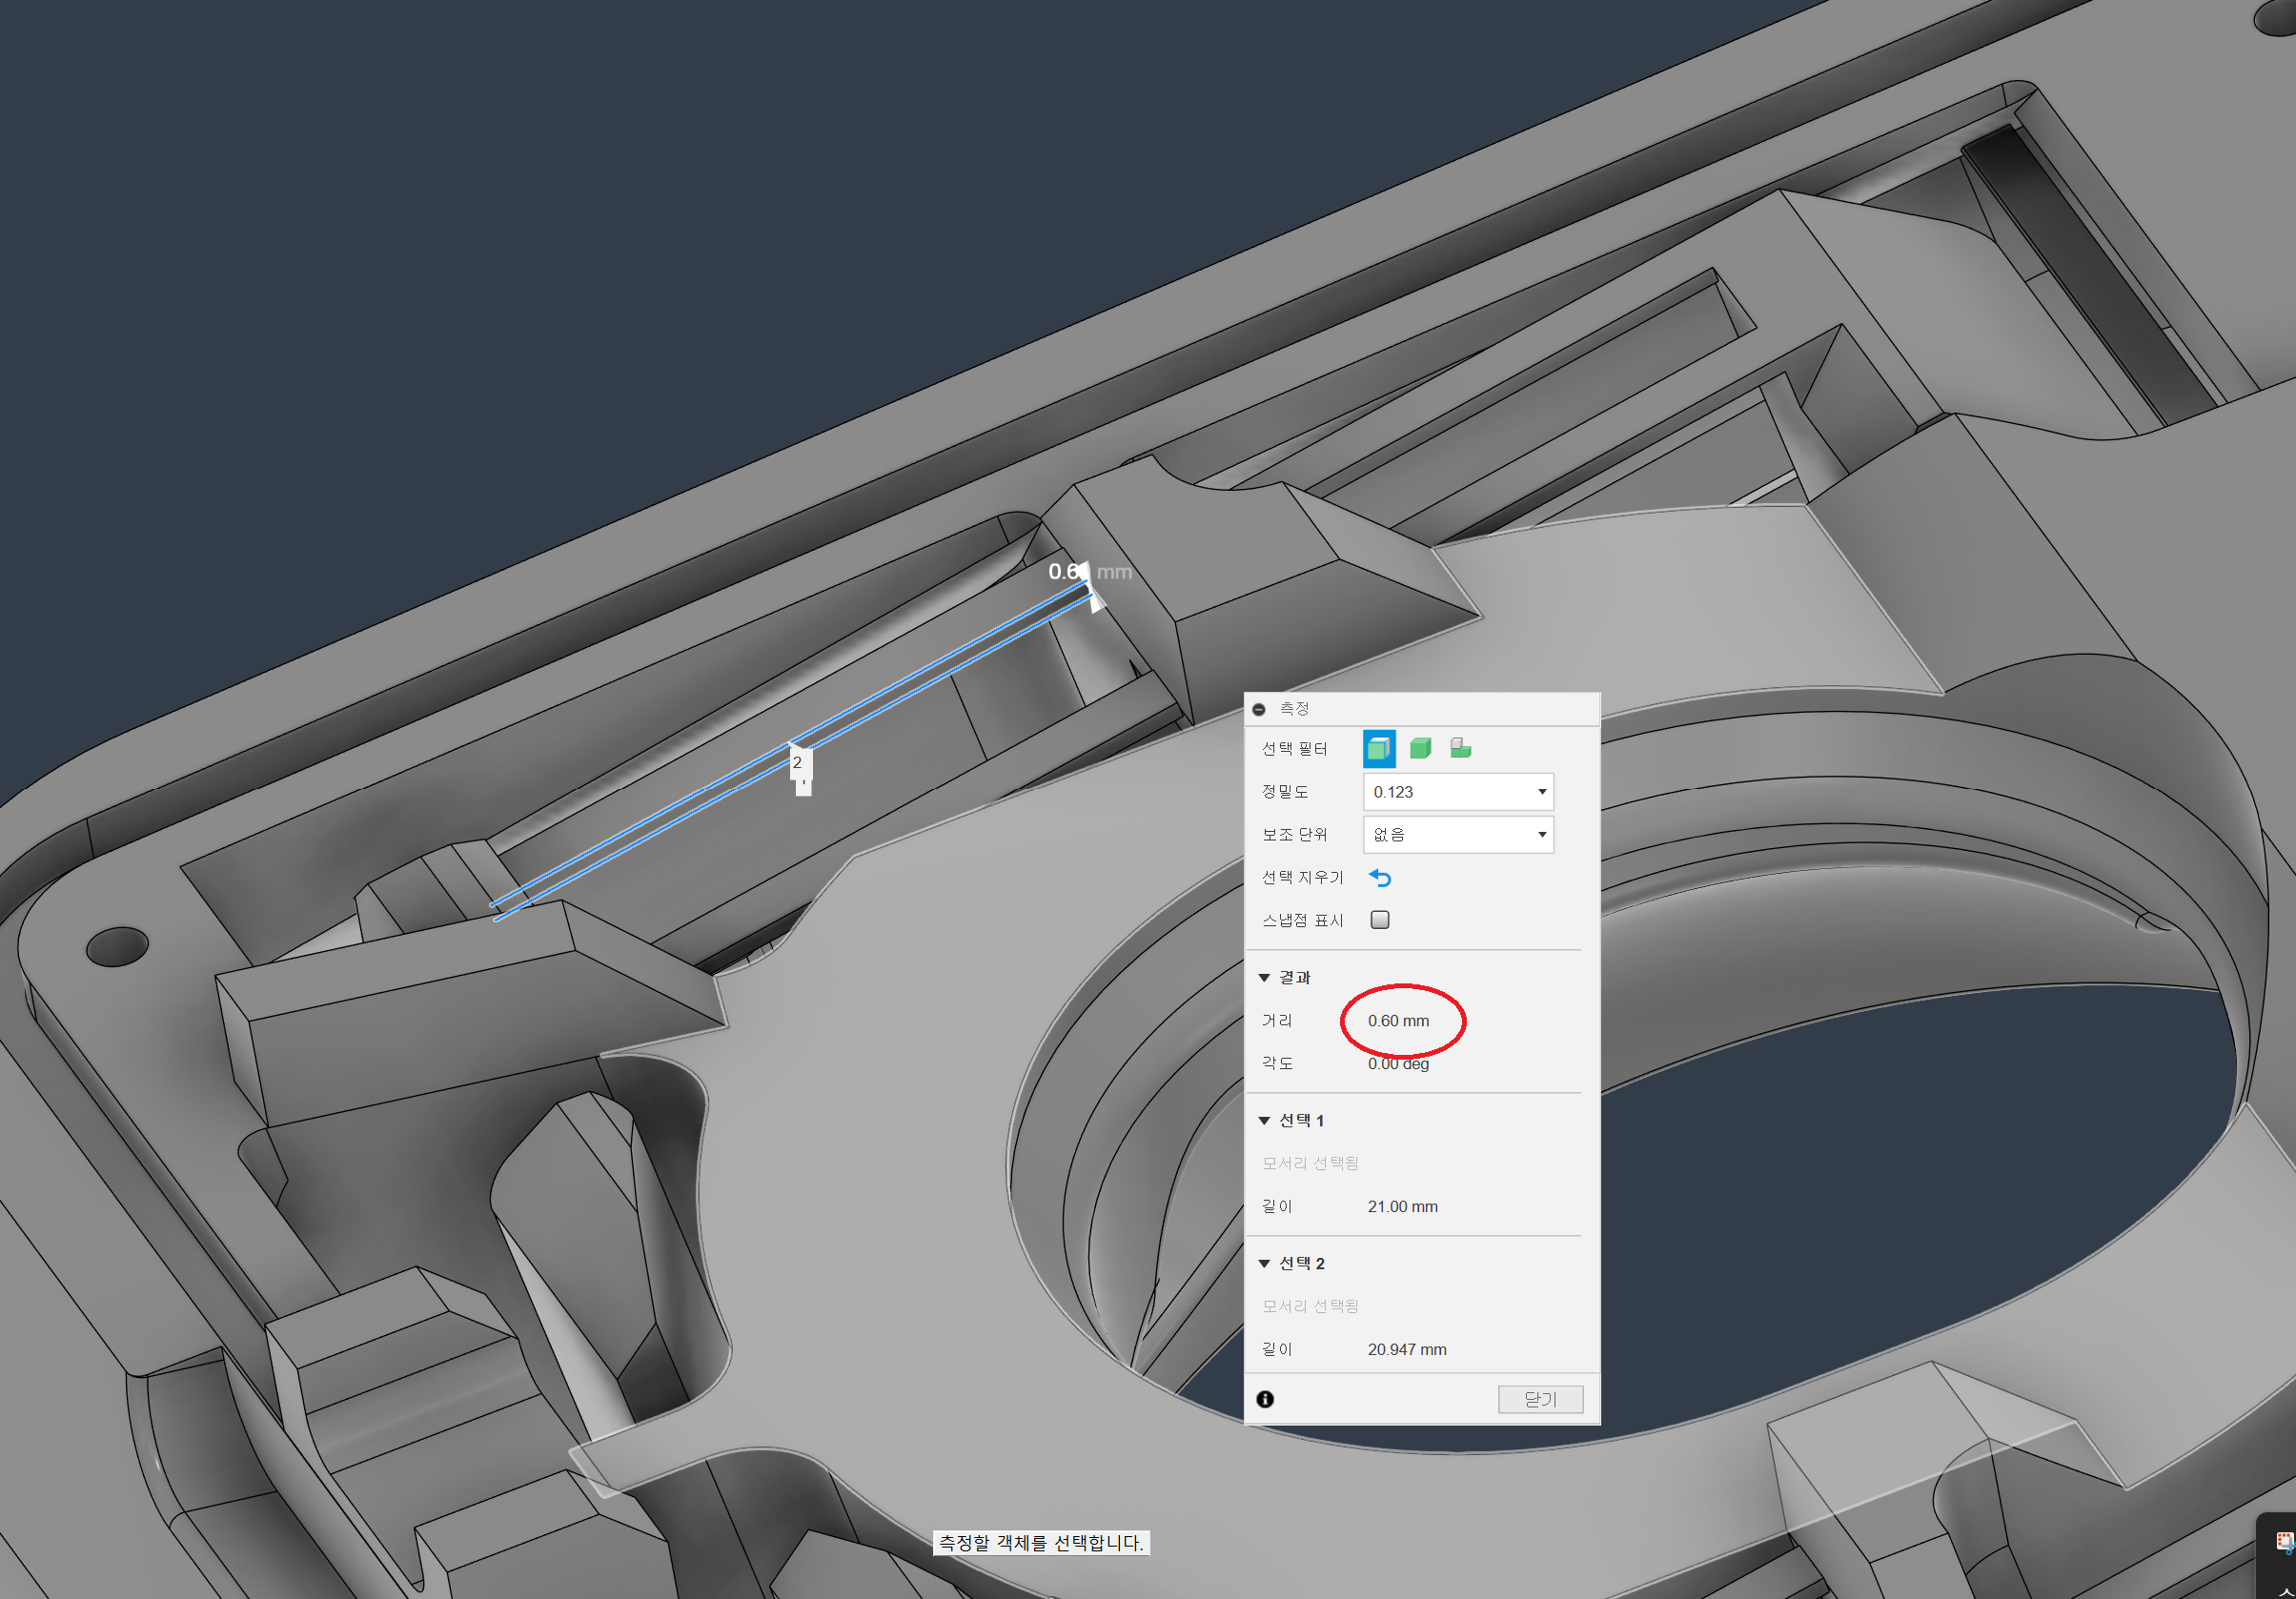 0.6 mm
2
측정
선택 필터
정밀도 0.123
보조 단위 없음
선택 지우기
스냅점 표시
결과
거리 0.60 mm
각도 0.00 deg
선택 1
모서리 선택됨
길이 21.00 mm
선택 2
모서리 선택됨
길이 20.947 mm
닫기
측정할 객체를 선택합니다.